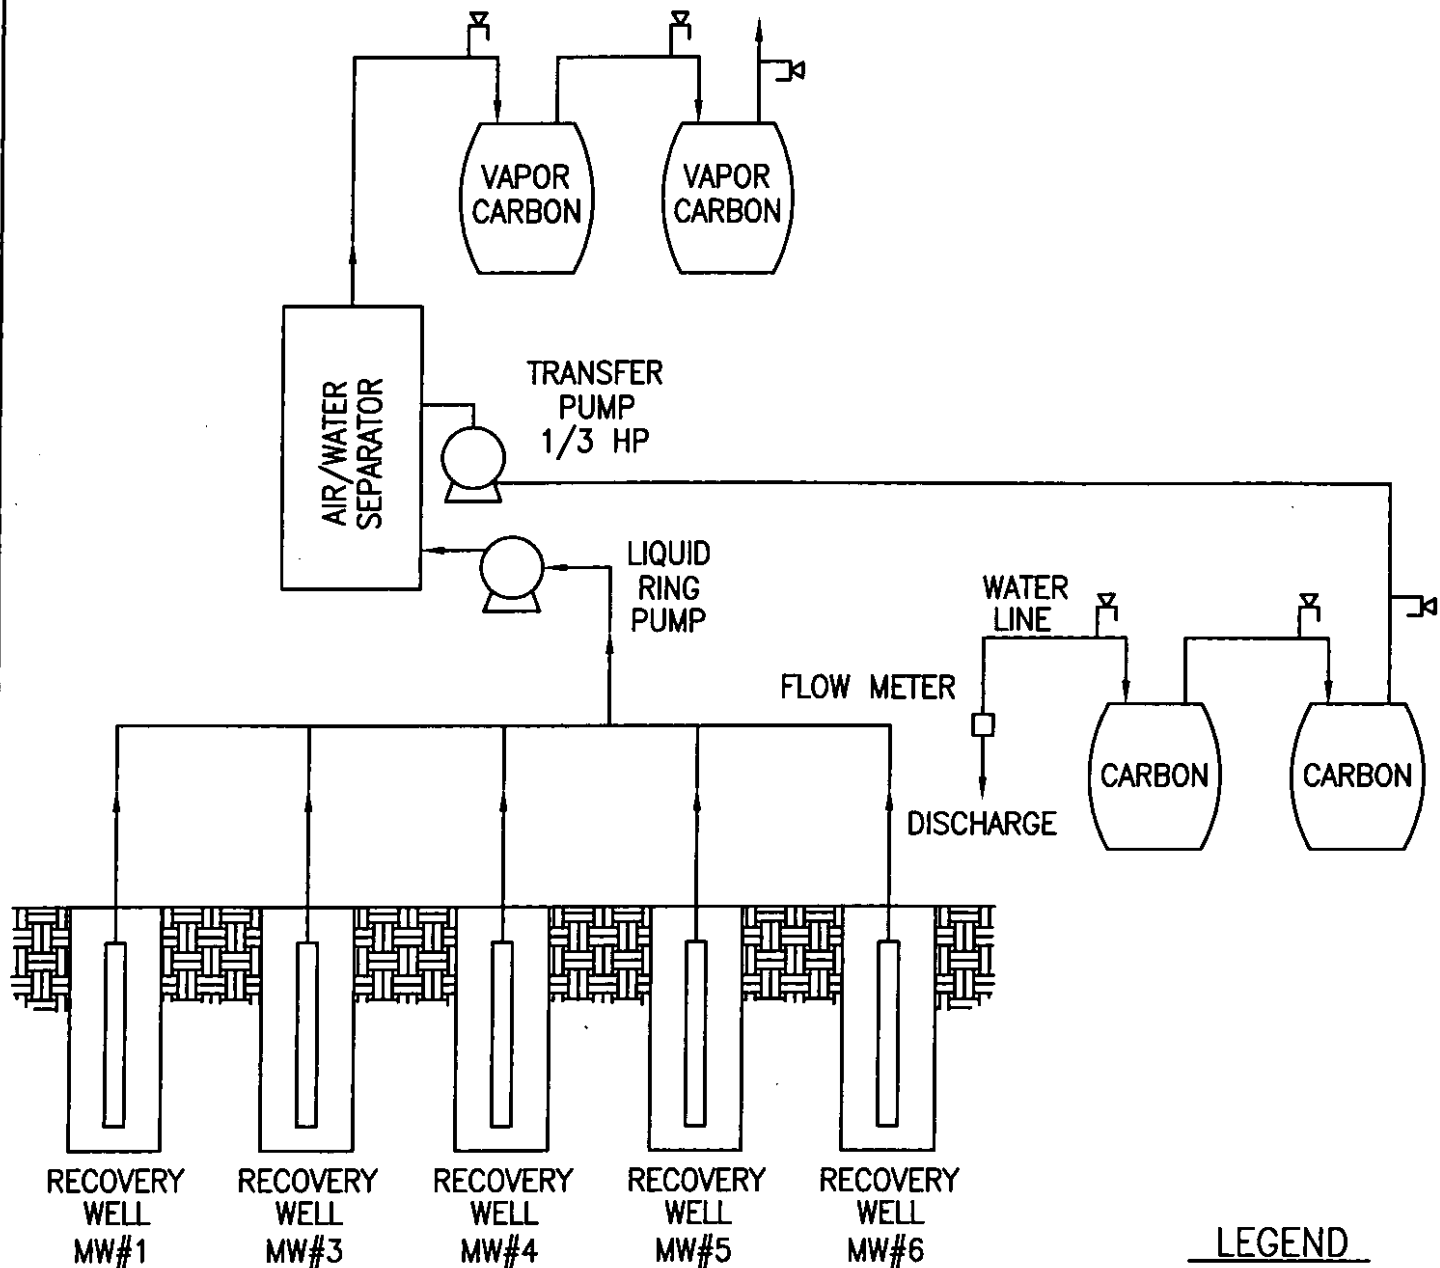 VAPOR
CARBON
VAPOR
CARBON
AIR/WATER
SEPARATOR
TRANSFER
PUMP
1/3 HP
LIQUID
RING
PUMP
WATER
LINE
FLOW METER
DISCHARGE
CARBON
CARBON
RECOVERY
WELL
MW#1
RECOVERY
WELL
MW#3
RECOVERY
WELL
MW#4
RECOVERY
WELL
MW#5
RECOVERY
WELL
MW#6
LEGEND